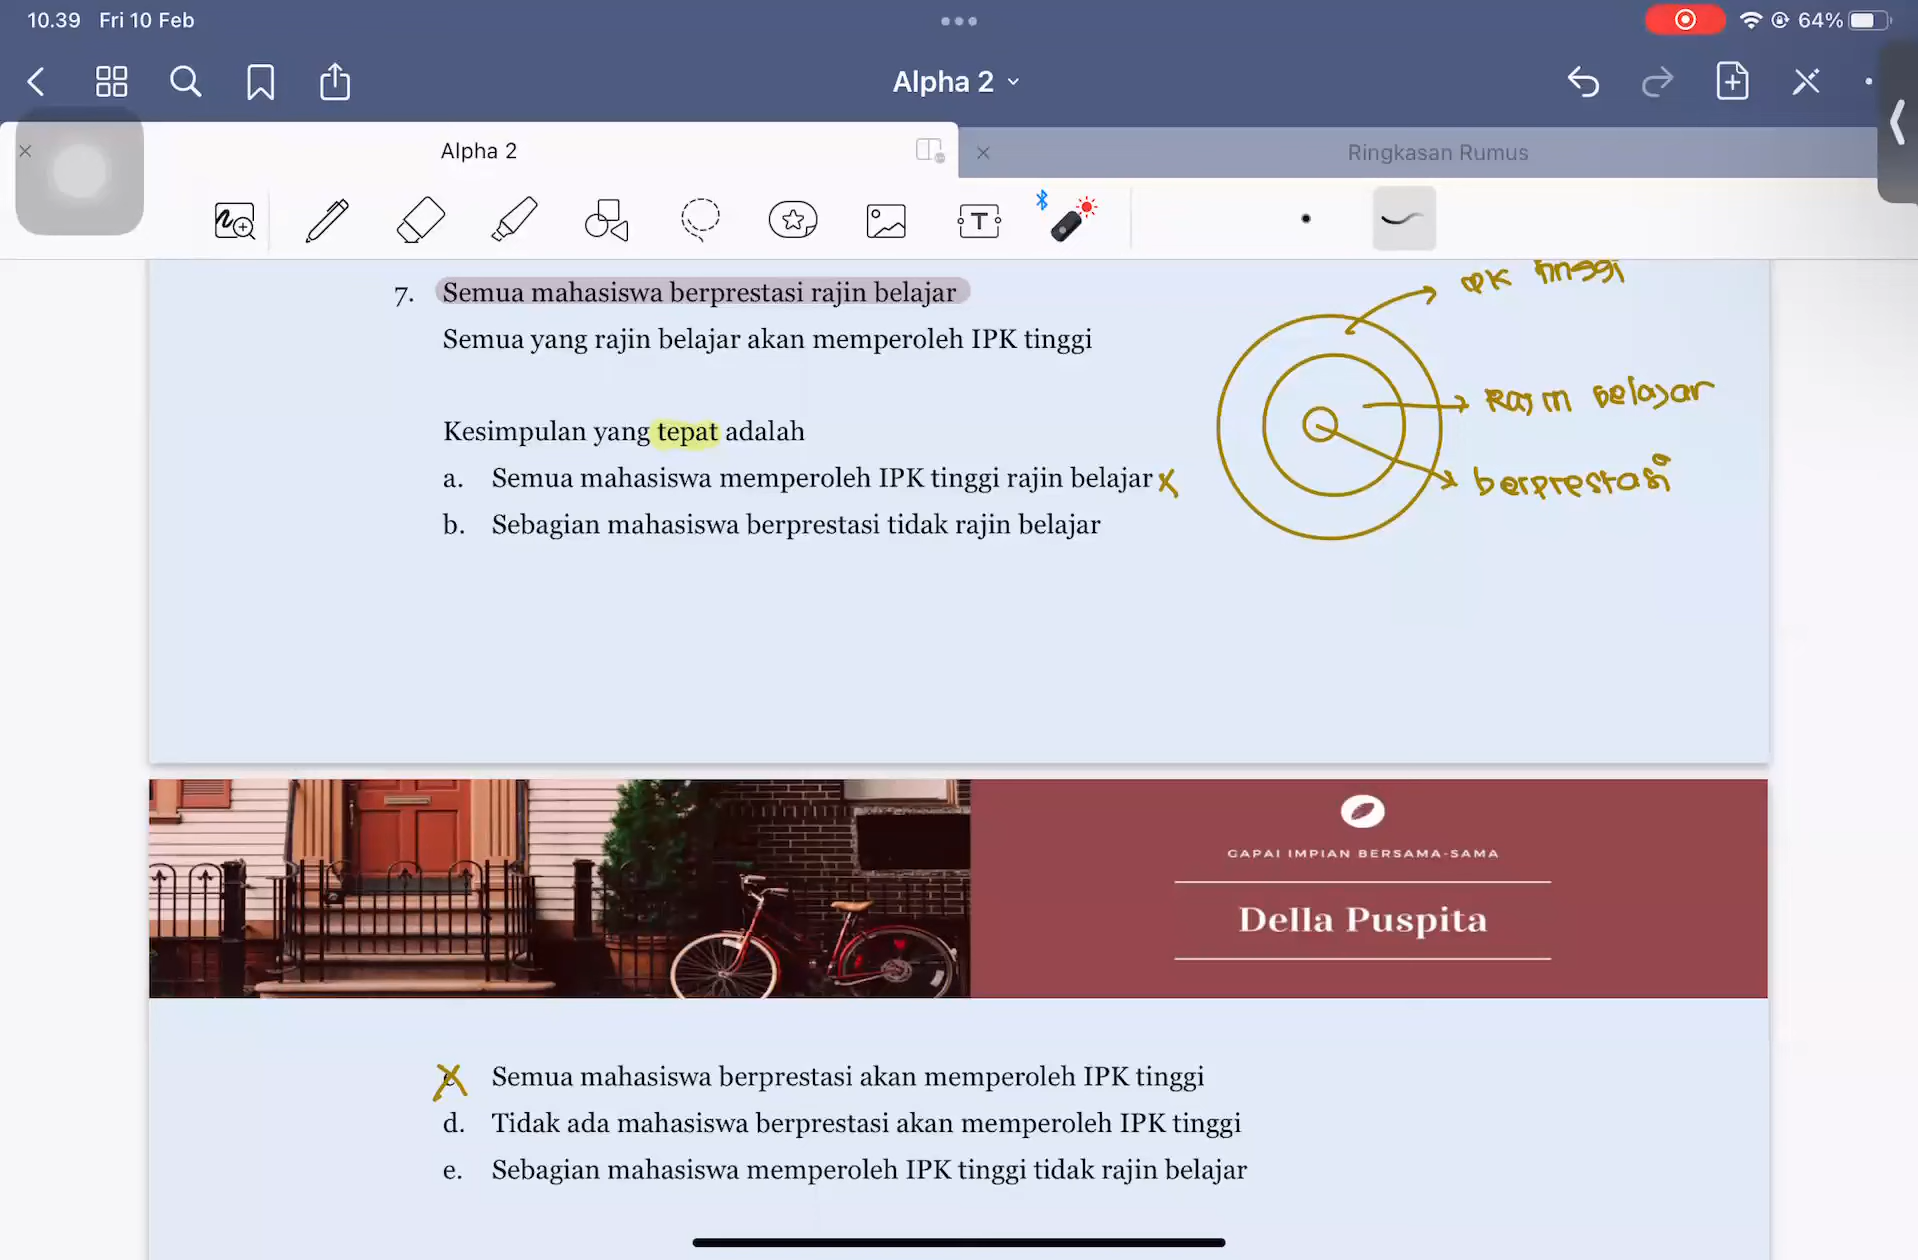 10.39 Fri 10 Feb
64%
Alpha 2
Alpha 2
Ringkasan Rumus
T
7. Semua mahasiswa berprestasi rajin belajar
Semua yang rajin belajar akan memperoleh IPK tinggi
Kesimpulan yang tepat adalah
a. Semua mahasiswa memperoleh IPK tinggi rajin belajar x
b. Sebagian mahasiswa berprestasi tidak rajin belajar
IPK tinggi
Rajin belajar
berprestasi
GAPAI IMPIAN BERSAMA-SAMA
Della Puspita
c. Semua mahasiswa berprestasi akan memperoleh IPK tinggi
d. Tidak ada mahasiswa berprestasi akan memperoleh IPK tinggi
e. Sebagian mahasiswa memperoleh IPK tinggi tidak rajin belajar